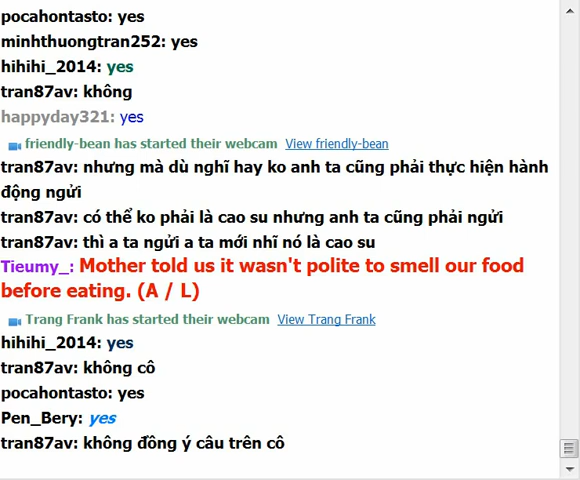 pocahontasto: yes
minhthuongtran252: yes
hihihi_2014: yes
tran87av: không
happyday321: yes
friendly-bean has started their webcam View friendly-bean
tran87av: nhưng mà dù nghĩ hay ko anh ta cũng phải thực hiện hành
động ngửi
tran87av: có thể ko phải là cao su nhưng anh ta cũng phải ngửi
tran87av: thì a ta ngửi a ta mới nhĩ nó là cao su
Tieumy_: Mother told us it wasn't polite to smell our food
before eating. (A / L)
Trang Frank has started their webcam View Trang Frank
hihihi_2014: yes
tran87av: không cô
pocahontasto: yes
Pen_Bery: yes
tran87av: không đông ý câu trên cô